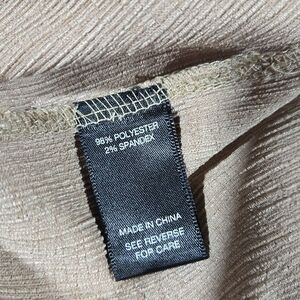 98% POLYESTER
2% SPANDEX
MADE IN CHINA
SEE REVERSE
FOR CARE